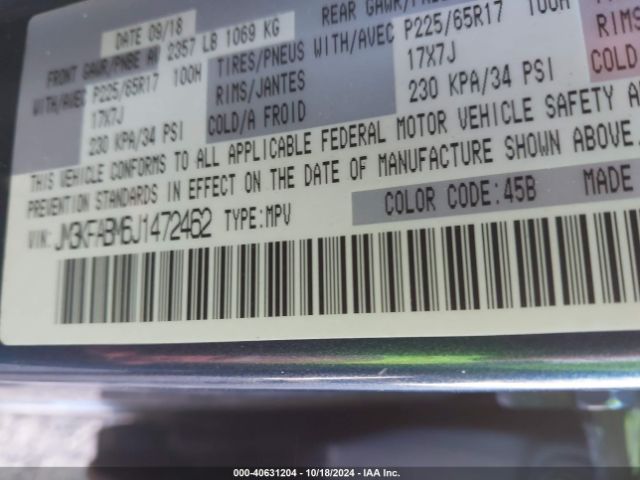 DATE 09/18
REAR
FRONT GAWR/PNBE AV 2357 LB 1069 KG
WITH/AVEC P225/65R17 100H TIRES/PNEUS WITH/AVEC P225/65R17 100H
17X7J RIMS/JANTES 17X7J RIMS
230 KPA/34 PSI COLD/A FROID 230 KPA/34 PSI COLD
THIS VEHICLE CONFORMS TO ALL APPLICABLE FEDERAL MOTOR VEHICLE SAFETY
PREVENTION STANDARDS IN EFFECT ON THE DATE OF MANUFACTURE SHOWN ABOVE.
VIN: JM3KFABM6J1472462 TYPE:MPV COLOR CODE:45B MADE
000-40631204 - 10/18/2024 - IAA Inc.